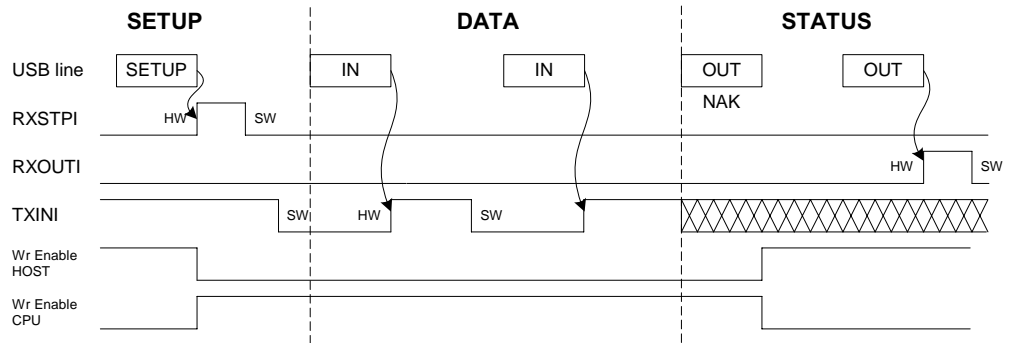 SETUP DATA STATUS
USB line SETUP IN IN OUT OUT
NAK
RXSTPI HW SW
RXOUTI HW SW
TXINI SW HW SW
Wr Enable
HOST
Wr Enable
CPU